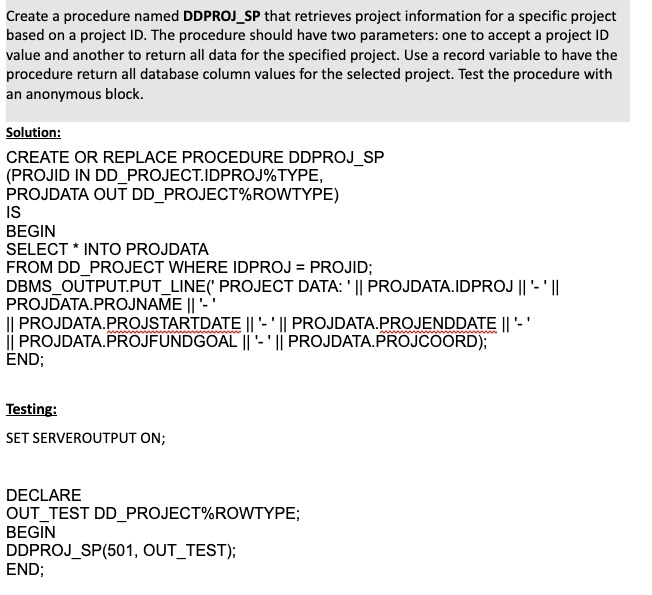 Create a procedure named DDPROJ_SP that retrieves project information for a specific project
based on a project ID. The procedure should have two parameters: one to accept a project ID
value and another to return all data for the specified project. Use a record variable to have the
procedure return all database column values for the selected project. Test the procedure with
an anonymous block.
Solution:
CREATE OR REPLACE PROCEDURE DDPROJ_SP
(PROJID IN DD_PROJECT.IDPROJ%TYPE,
PROJDATA OUT DD_PROJECT%ROWTYPE)
IS
BEGIN
SELECT * INTO PROJDATA
FROM DD_PROJECT WHERE IDPROJ = PROJID;
DBMS_OUTPUT.PUT_LINE(' PROJECT DATA: ' || PROJDATA.IDPROJ || '- ' ||
PROJDATA.PROJNAME || '- '
|| PROJDATA.PROJSTARTDATE || '- ' || PROJDATA.PROJENDDATE || '- '
|| PROJDATA.PROJFUNDGOAL || '- ' || PROJDATA.PROJCOORD);
END;
Testing:
SET SERVEROUTPUT ON;
DECLARE
OUT_TEST DD_PROJECT%ROWTYPE;
BEGIN
DDPROJ_SP(501, OUT_TEST);
END;